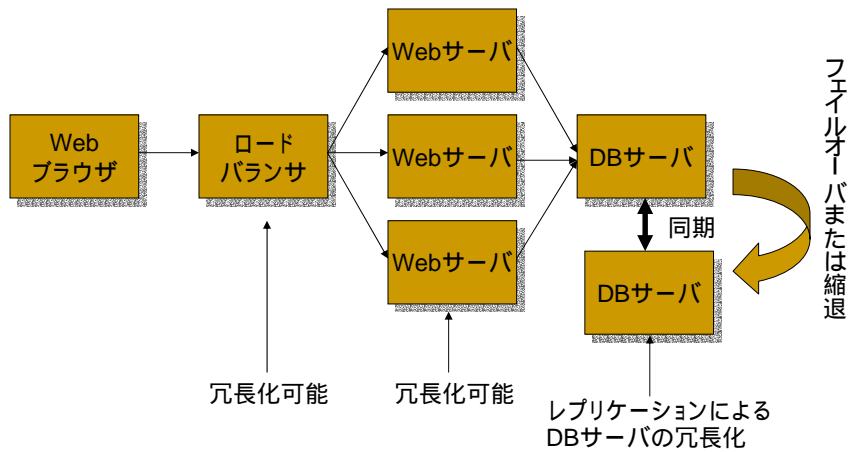 Web
ブラウザ
ロード
バランサ
Webサーバ
Webサーバ
Webサーバ
DBサーバ
同期
DBサーバ
フェイルオーバまたは縮退
冗長化可能
冗長化可能
レプリケーションによる
DBサーバの冗長化